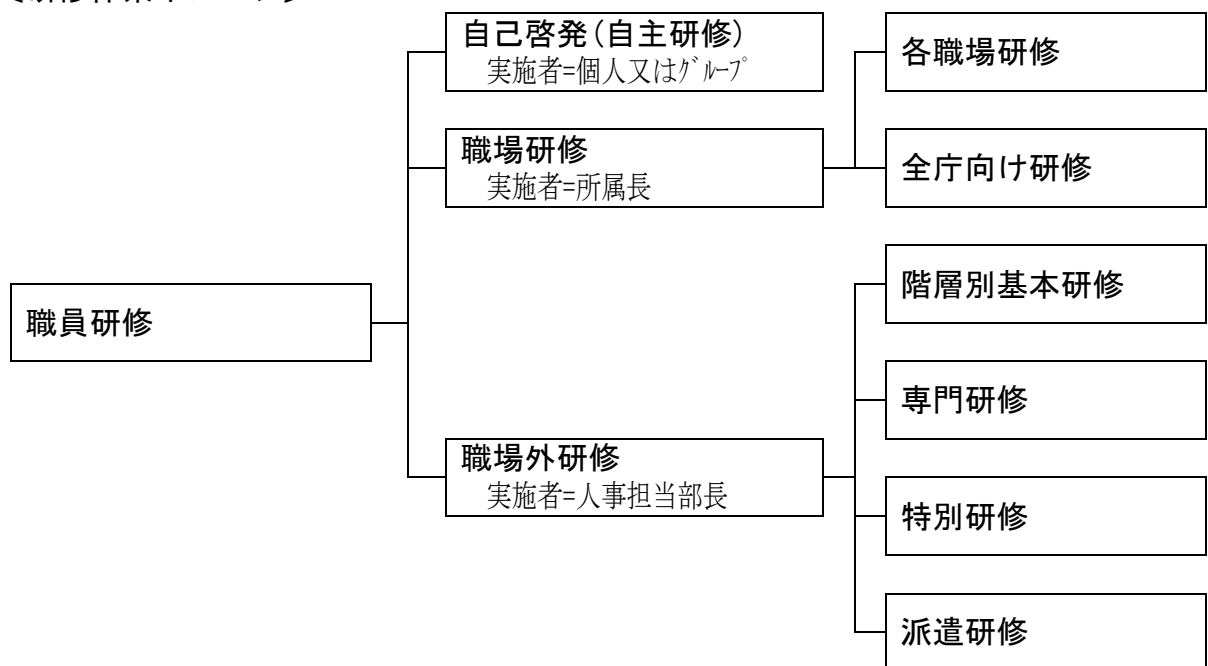 自己啓発(自主研修)
実施者=個人又はｸﾞﾙｰﾌﾟ
各職場研修
職場研修
実施者=所属長
全庁向け研修
階層別基本研修
職員研修
専門研修
職場外研修
実施者=人事担当部長
特別研修
派遣研修